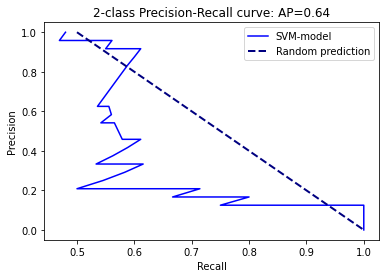 2-class Precision-Recall curve: AP=0.64
SVM-model
Random prediction
Precision
1.0
0.8
0.6
0.4
0.2
0.0
0.5
0.6
0.7
0.8
0.9
1.0
Recall